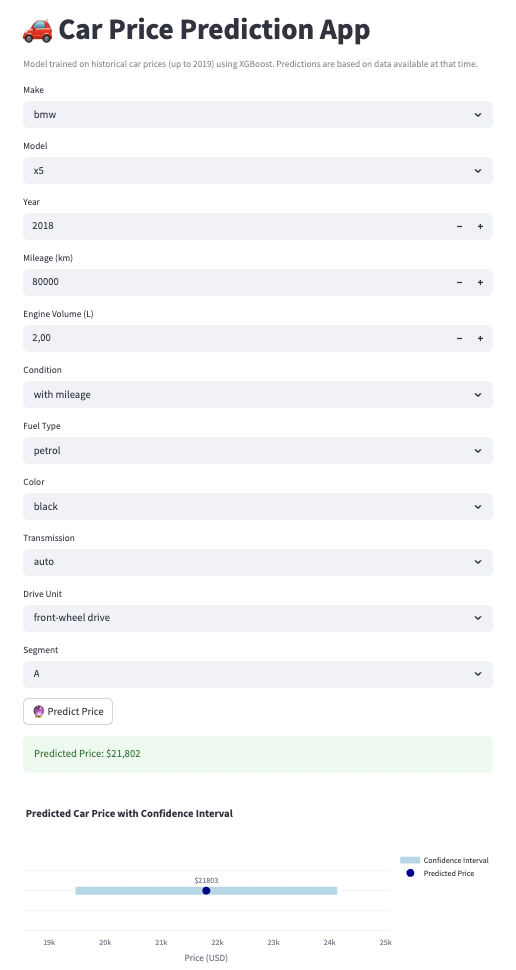 🚗 Car Price Prediction App
Model trained on historical car prices (up to 2019) using XGBoost. Predictions are based on data available at that time.
Make
bmw
Model
x5
Year
2018
− +
Mileage (km)
80000
− +
Engine Volume (L)
2,00
− +
Condition
with mileage
Fuel Type
petrol
Color
black
Transmission
auto
Drive Unit
front-wheel drive
Segment
A
🔮 Predict Price
Predicted Price: $21,802
Predicted Car Price with Confidence Interval
Confidence Interval
Predicted Price
$21803
19k 20k 21k 22k 23k 24k 25k
Price (USD)